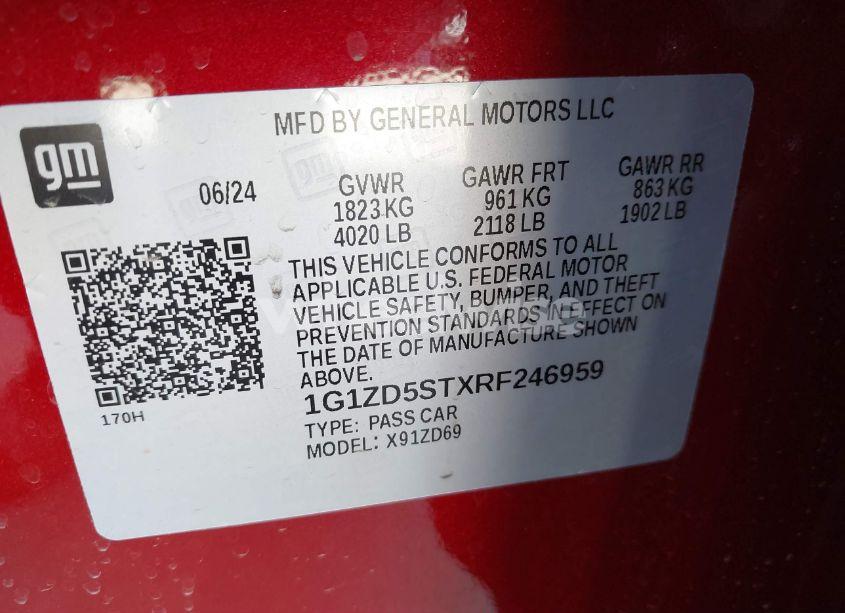 MFD BY GENERAL MOTORS LLC
gm
06/24
GVWR
1823 KG
4020 LB
GAWR FRT
961 KG
2118 LB
GAWR RR
863 KG
1902 LB
THIS VEHICLE CONFORMS TO ALL
APPLICABLE U.S. FEDERAL MOTOR
VEHICLE SAFETY, BUMPER, AND THEFT
PREVENTION STANDARDS IN EFFECT ON
THE DATE OF MANUFACTURE SHOWN
ABOVE.
1G1ZD5STXRF246959
TYPE: PASS CAR
MODEL: X91ZD69
170H